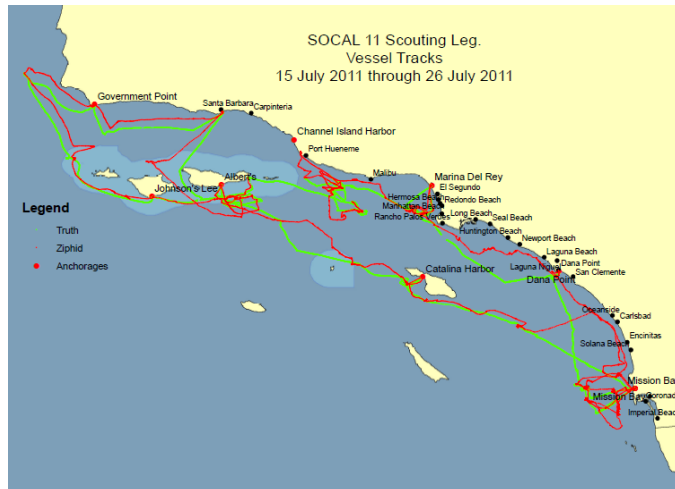 SOCAL 11 Scouting Leg.
Vessel Tracks
15 July 2011 through 26 July 2011
Government Point
Santa Barbara
Carpinteria
Channel Island Harbor
Port Hueneme
Malibu
Albert's
Johnson's Lee
Marina Del Rey
El Segundo
Hermosa Beach
Redondo Beach
Manhattan Beach
Long Beach
Seal Beach
Rancho Palos Verdes
Huntington Beach
Newport Beach
Laguna Beach
Dana Point
Laguna Niguel
San Clemente
Dana Point
Catalina Harbor
Legend
Truth
Ziphid
Anchorages
Oceanside
Carlsbad
Encinitas
Solana Beach
Mission Ba
Mission Bay
Coronad
Imperial Beac